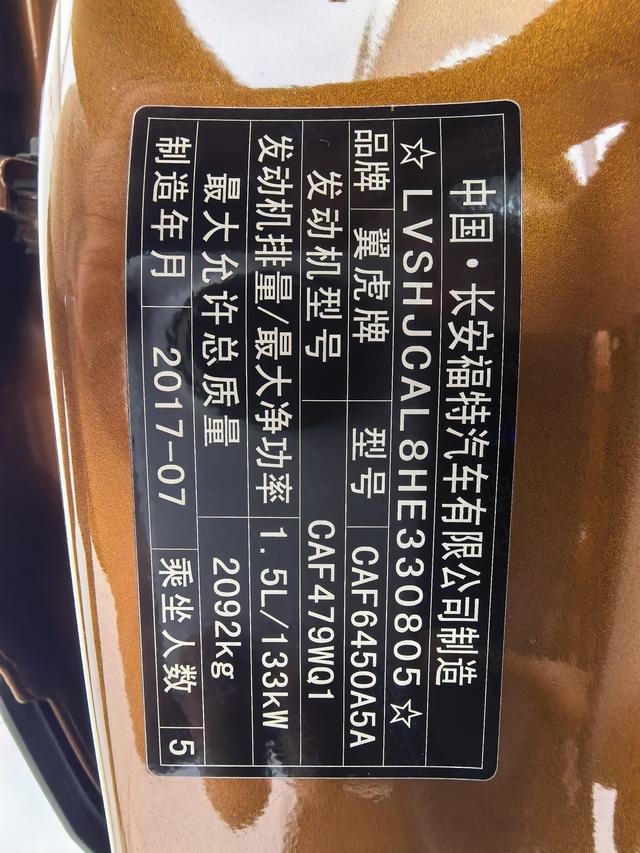 中国·长安福特汽车有限公司制造
☆LVSHJCAL8HE330805☆
品牌 翼虎牌 型号 CAF6450A5A
发动机型号 CAF479WQ1
发动机排量/最大净功率 1.5L/133kW
最大允许总质量 2092kg
制造年月 2017-07 乘坐人数 5